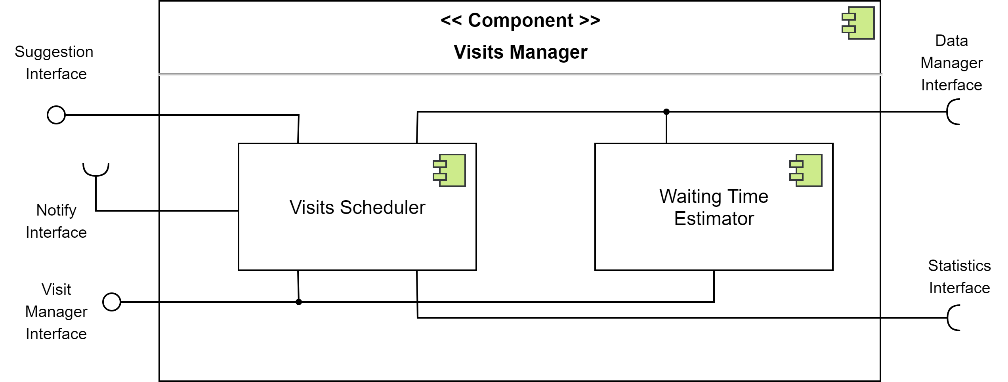 << Component >>
Visits Manager
Suggestion
Interface
Data
Manager
Interface
Visits Scheduler
Waiting Time
Estimator
Notify
Interface
Visit
Manager
Interface
Statistics
Interface